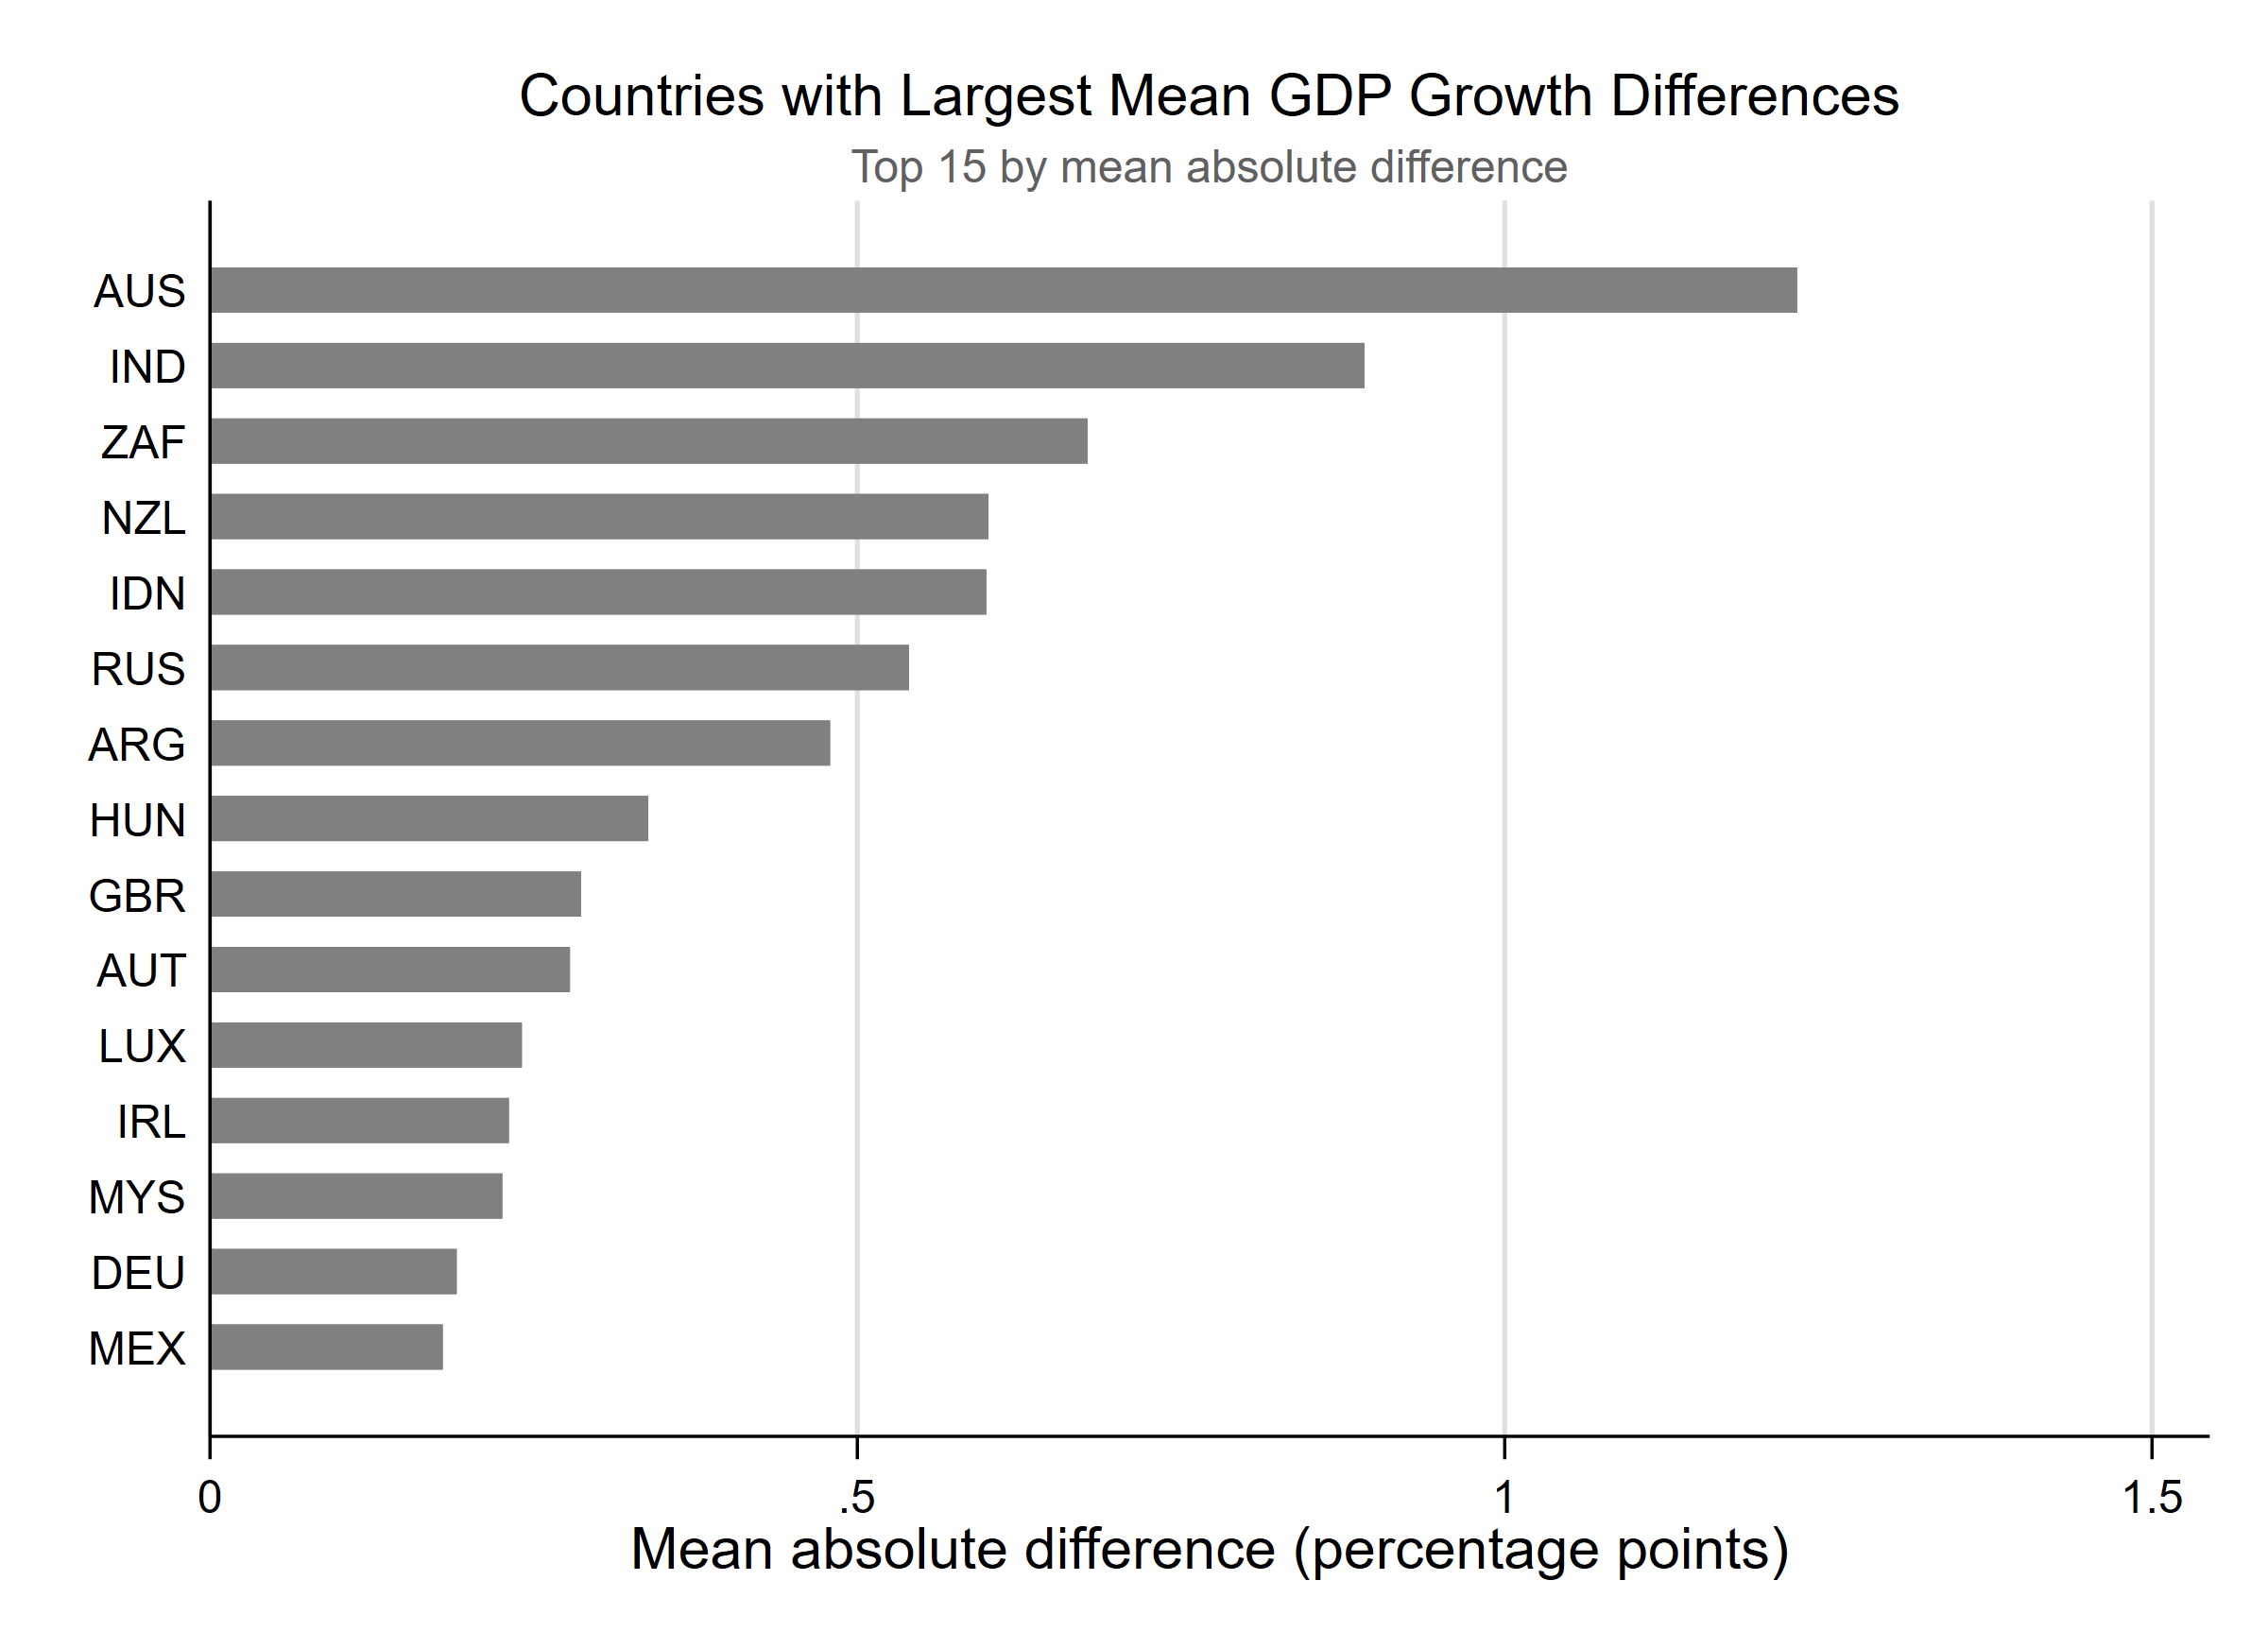 Countries with Largest Mean GDP Growth Differences
Top 15 by mean absolute difference
AUS
IND
ZAF
NZL
IDN
RUS
ARG
HUN
GBR
AUT
LUX
IRL
MYS
DEU
MEX
0 .5 1 1.5
Mean absolute difference (percentage points)